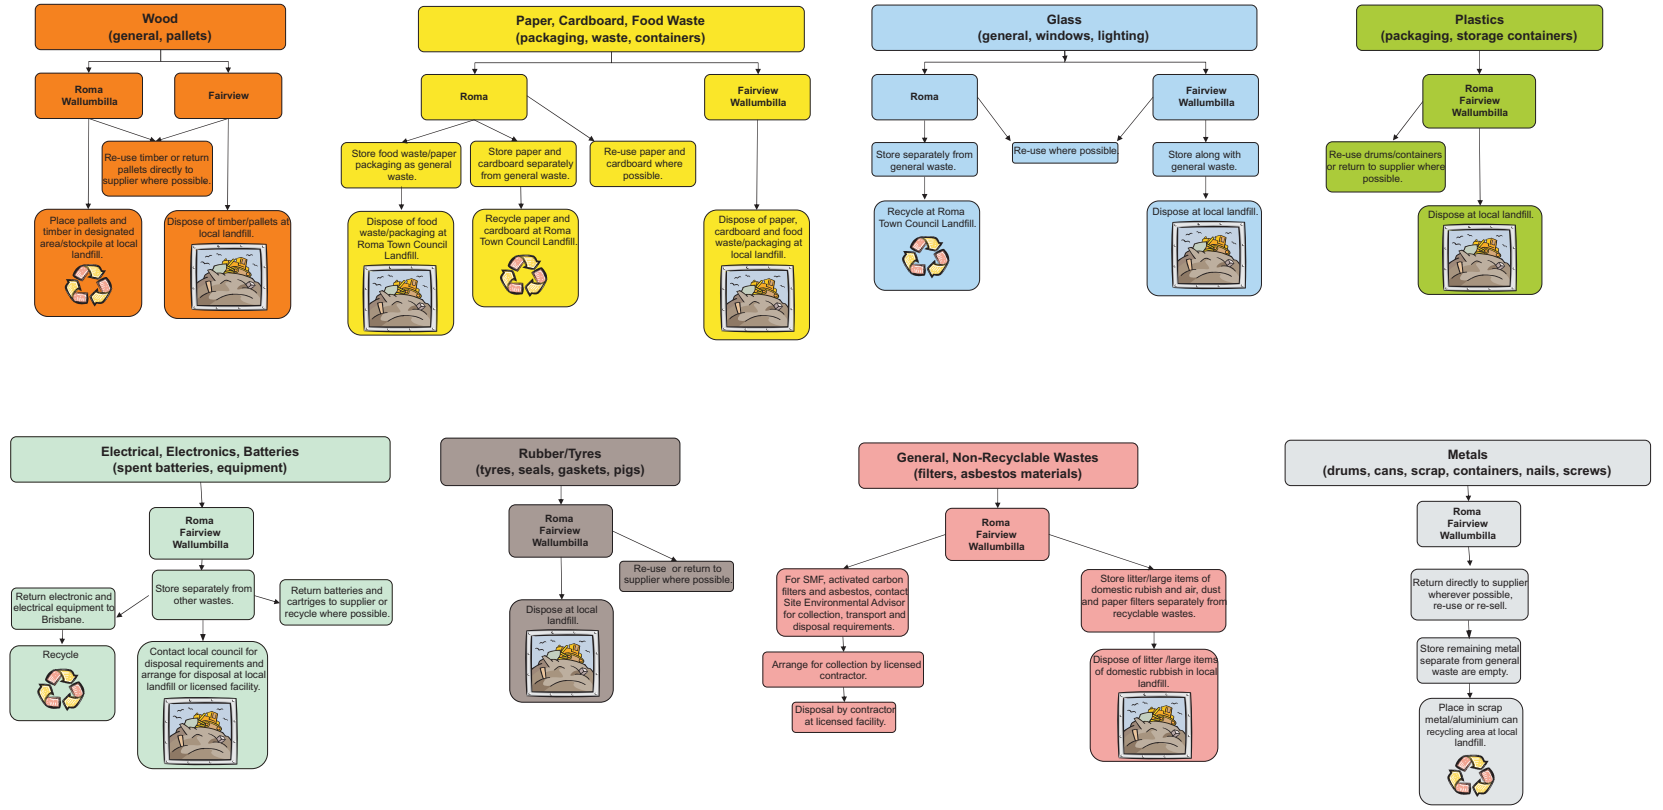 Wood
(general, pallets)
Roma
Wallumbilla
Fairview
Re-use timber or return
pallets directly to
supplier where possible.
Place pallets and
timber in designated
area/stockpile at local
landfill.
Dispose of timber/pallets at
local landfill.
Paper, Cardboard, Food Waste
(packaging, waste, containers)
Roma
Fairview
Wallumbilla
Store food waste/paper
packaging as general
waste.
Store paper and
cardboard separately
from general waste.
Re-use paper and
cardboard where
possible.
Dispose of food
waste/packaging at
Roma Town Council
Landfill.
Recycle paper and
cardboard at Roma
Town Council Landfill.
Dispose of paper,
cardboard and food
waste/packaging at
local landfill.
Glass
(general, windows, lighting)
Roma
Fairview
Wallumbilla
Store separately from
general waste.
Re-use where possible.
Store along with
general waste.
Recycle at Roma
Town Council Landfill.
Dispose at local landfill.
Plastics
(packaging, storage containers)
Roma
Fairview
Wallumbilla
Re-use drums/containers
or return to supplier where
possible.
Dispose at local landfill.
Electrical, Electronics, Batteries
(spent batteries, equipment)
Roma
Fairview
Wallumbilla
Store separately from
other wastes.
Return electronic and
electrical equipment to
Brisbane.
Return batteries and
cartriges to supplier or
recycle where possible.
Recycle
Contact local council for
disposal requirements and
arrange for disposal at local
landfill or licensed facility.
Rubber/Tyres
(tyres, seals, gaskets, pigs)
Roma
Fairview
Wallumbilla
Re-use or return to
supplier where possible.
Dispose at local
landfill.
General, Non-Recyclable Wastes
(filters, asbestos materials)
Roma
Fairview
Wallumbilla
For SMF, activated carbon
filters and asbestos, contact
Site Environmental Advisor
for collection, transport and
disposal requirements.
Arrange for collection by licensed
contractor.
Disposal by contractor
at licensed facility.
Store litter/large items of
domestic rubish and air, dust
and paper filters separately from
recyclable wastes.
Dispose of litter /large items
of domestic rubbish in local
landfill.
Metals
(drums, cans, scrap, containers, nails, screws)
Roma
Fairview
Wallumbilla
Return directly to supplier
wherever possible,
re-use or re-sell.
Store remaining metal
separate from general
waste are empty.
Place in scrap
metal/aluminium can
recycling area at local
landfill.